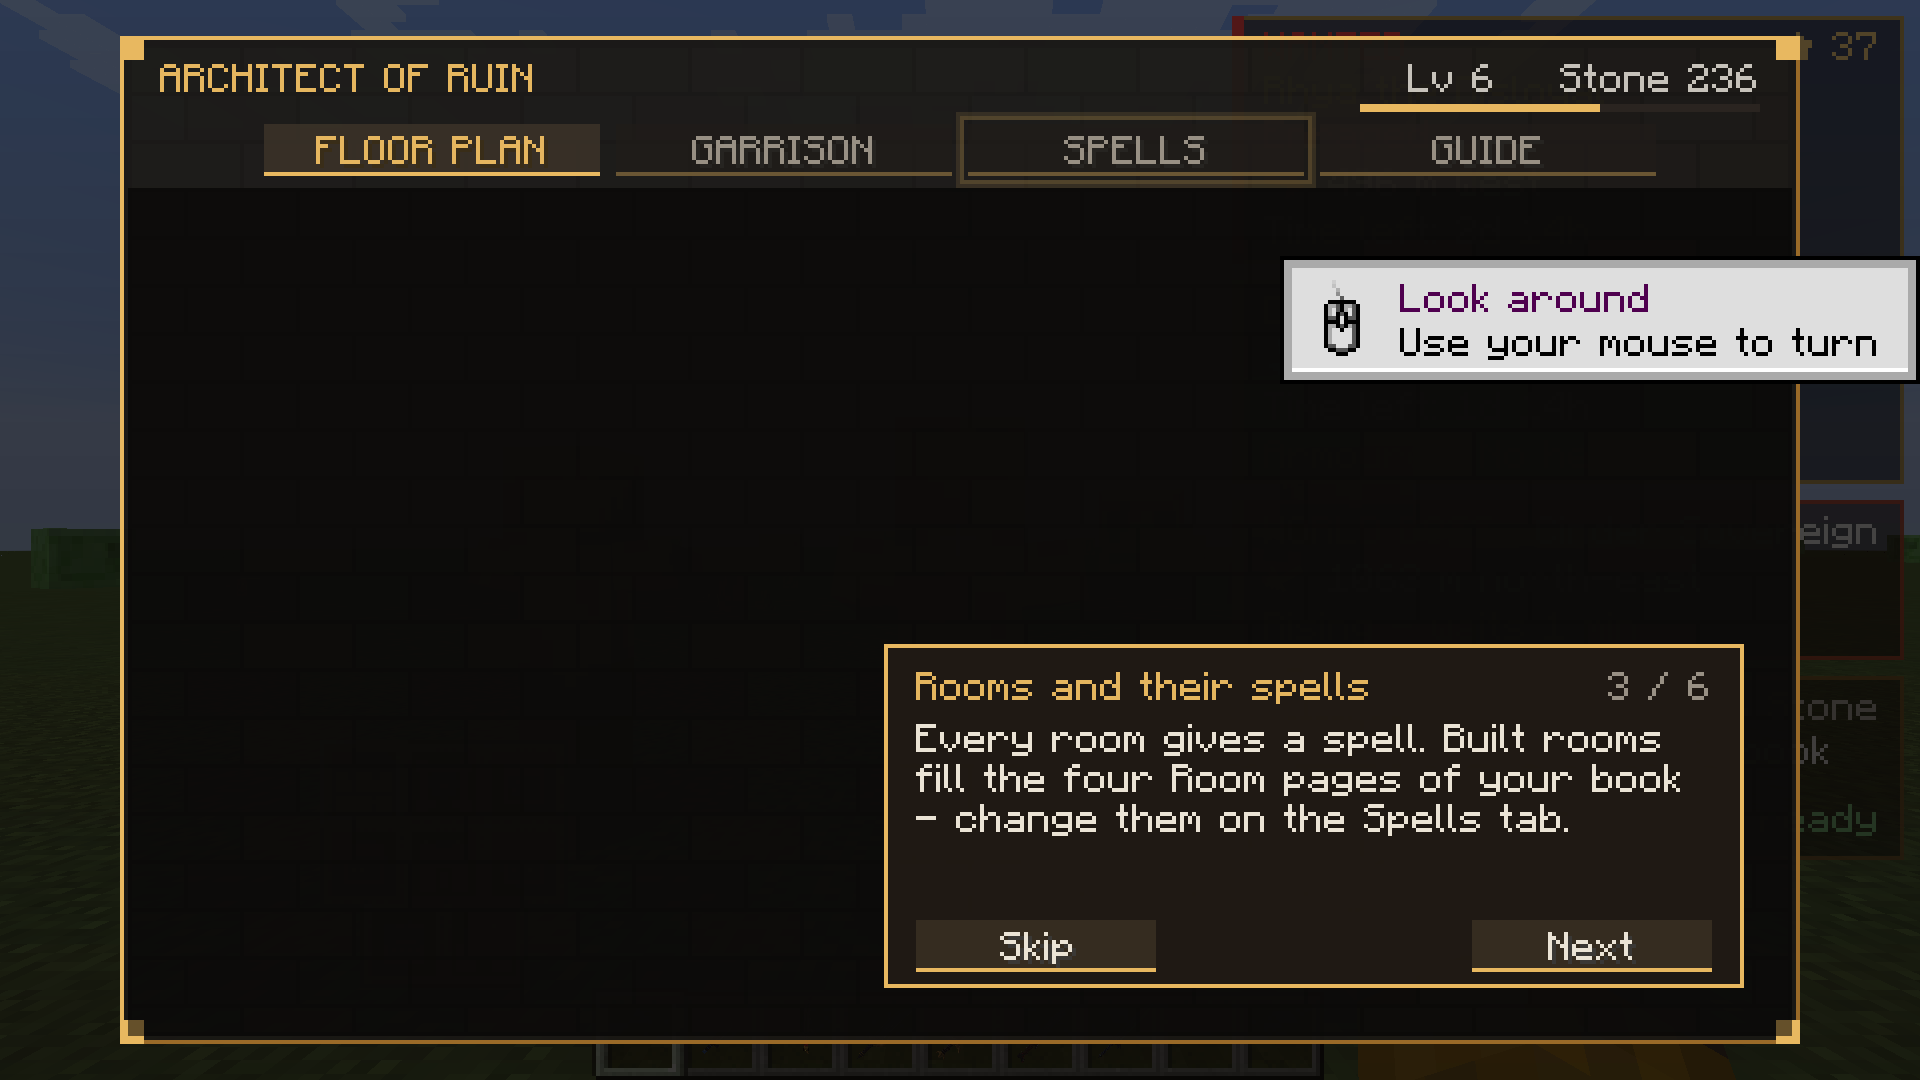 37
ARCHITECT OF RUIN
Lv 6
Stone 236
FLOOR PLAN
GARRISON
SPELLS
GUIDE
Look around
Use your mouse to turn
eign
Rooms and their spells
3 / 6
Every room gives a spell. Built rooms
fill the four Room pages of your book
- change them on the Spells tab.
Skip
Next